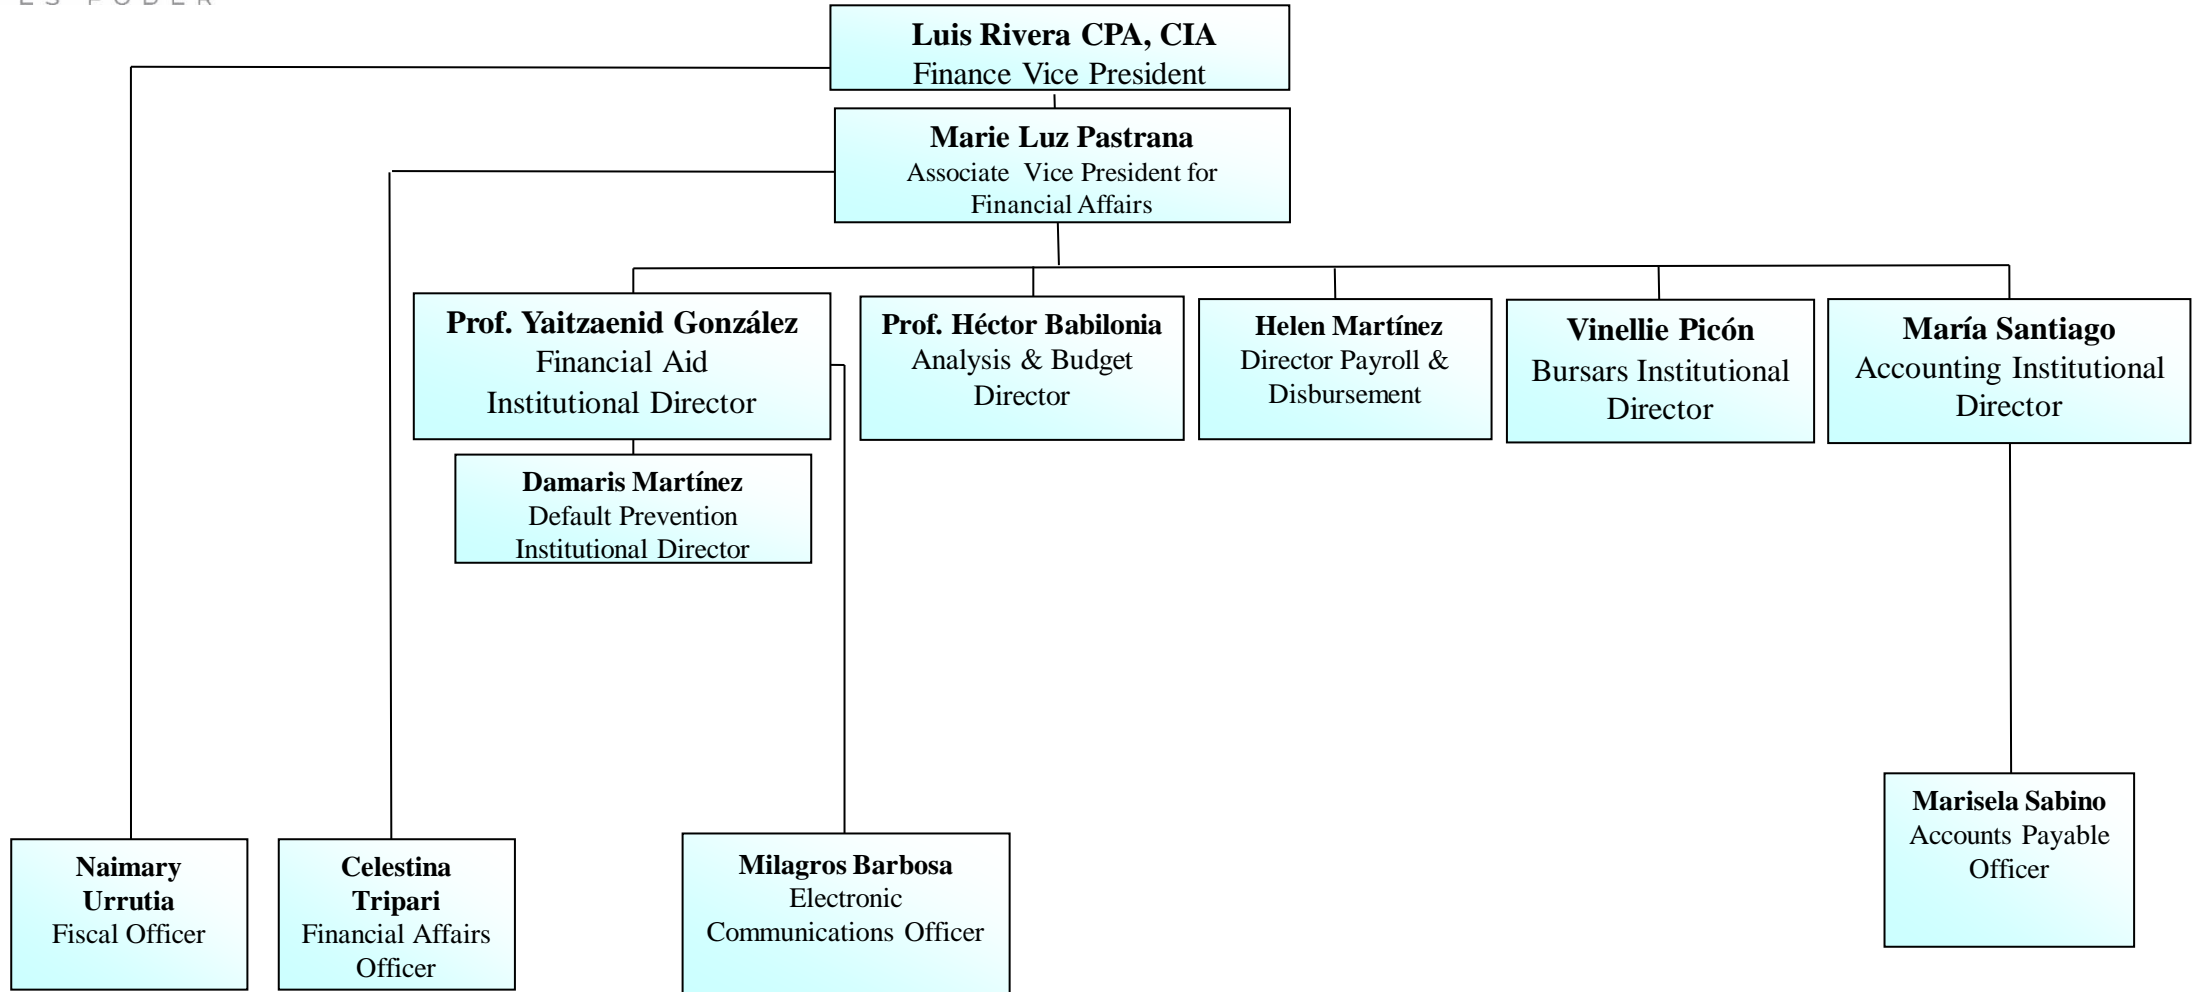 ES PODER
Luis Rivera CPA, CIA
Finance Vice President
Marie Luz Pastrana
Associate Vice President for
Financial Affairs
Prof. Yaitzaenid González
Financial Aid
Institutional Director
Prof. Héctor Babilonia
Analysis & Budget
Director
Helen Martínez
Director Payroll &
Disbursement
Vinellie Picón
Bursars Institutional
Director
María Santiago
Accounting Institutional
Director
Damaris Martínez
Default Prevention
Institutional Director
Marisela Sabino
Accounts Payable
Officer
Naimary
Urrutia
Fiscal Officer
Celestina
Tripari
Financial Affairs
Officer
Milagros Barbosa
Electronic
Communications Officer